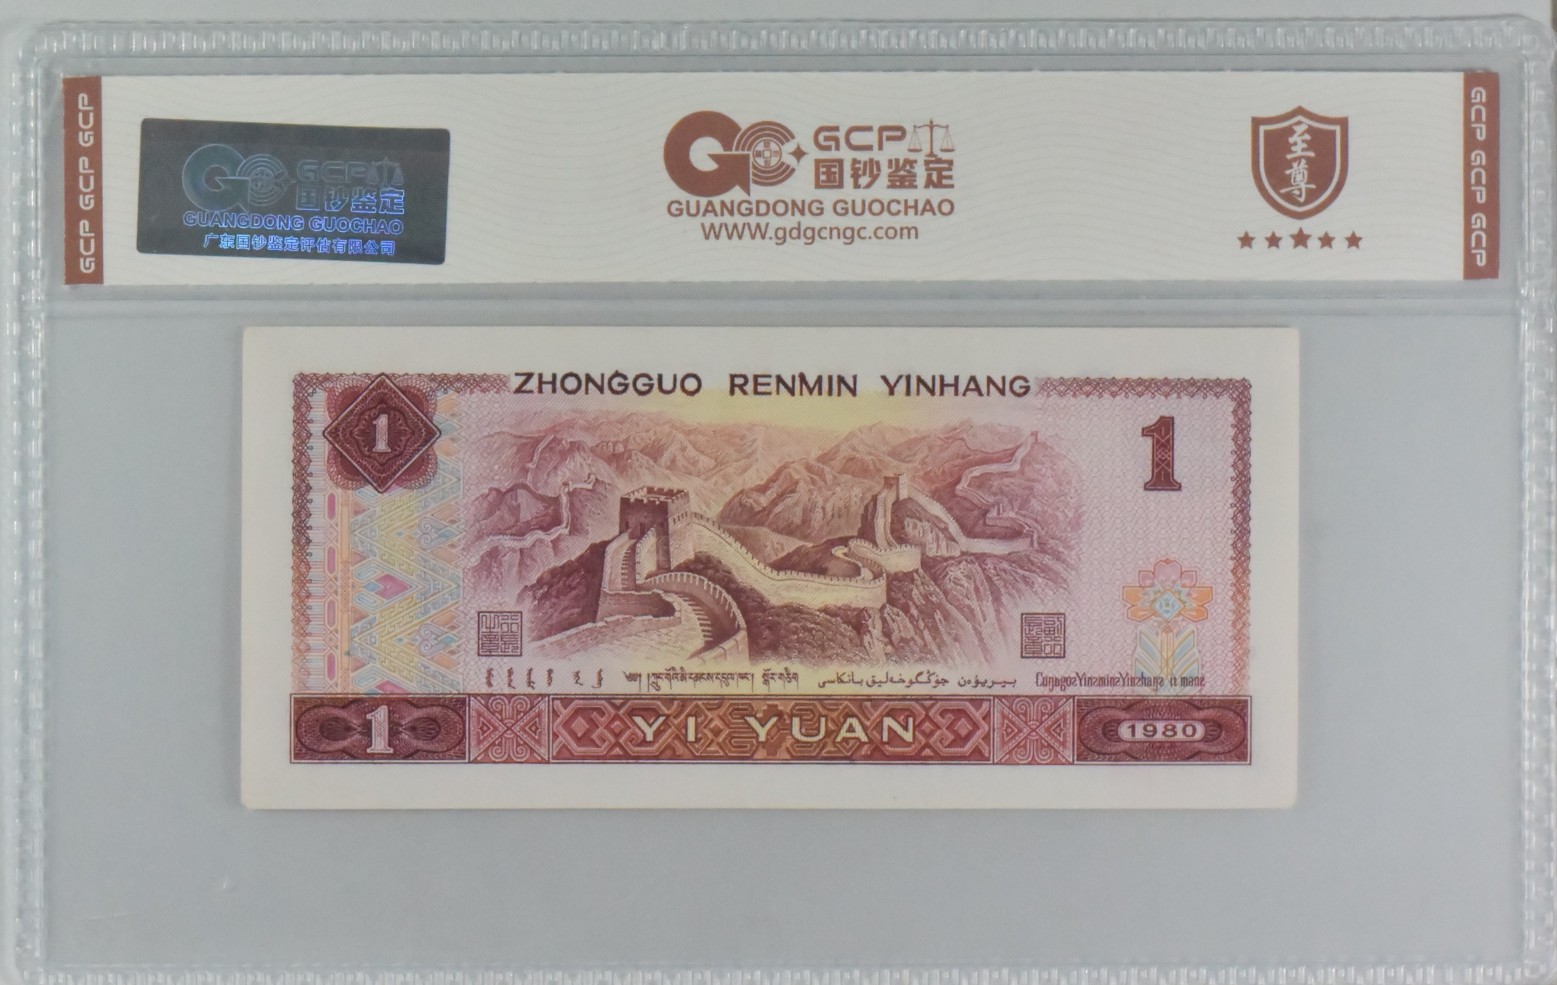 GCP GCP GCP
GCP
国钞鉴定
GUANGDONG GUOCHAO
广东国钞鉴定评估有限公司
GCP
国钞鉴定
GUANGDONG GUOCHAO
WWW.gdgcngc.com
至尊
GCP GCP GCP
ZHONGGUO RENMIN YINHANG
1
1
1
YI YUAN
1980